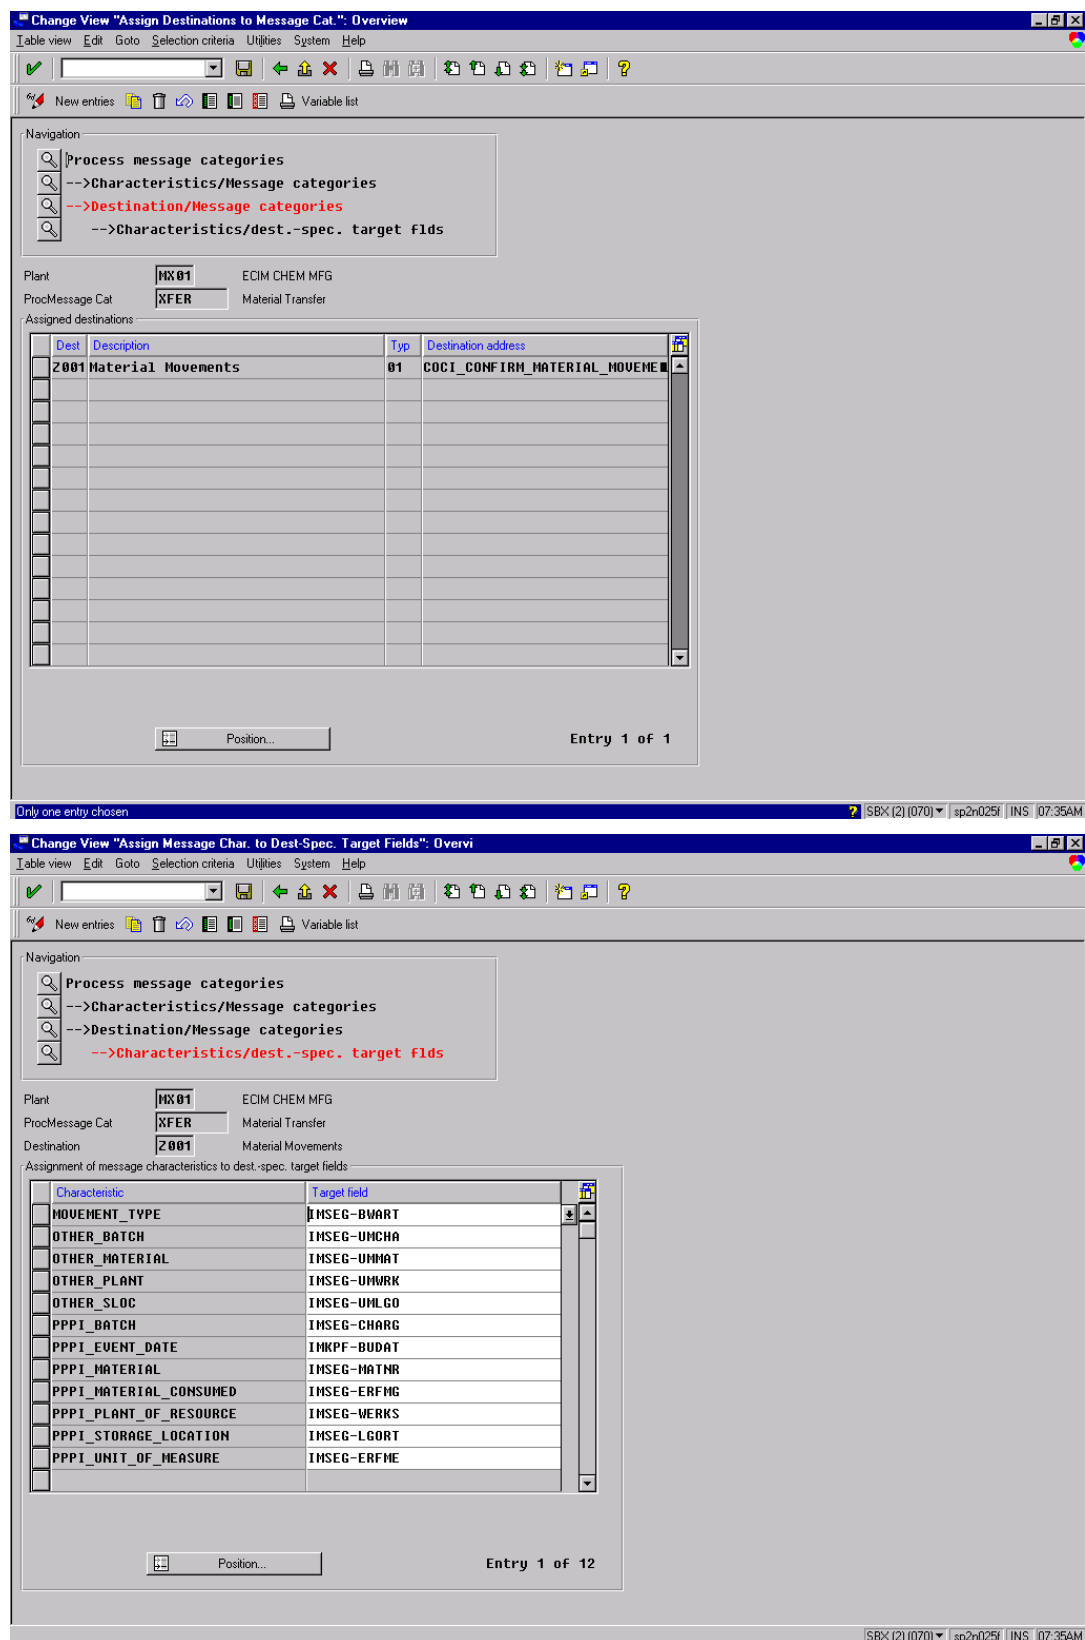 Change View "Assign Destinations to Message Cat.": Overview
Table view Edit Goto Selection criteria Utilities System Help
New entries Variable list
Navigation
Process message categories
-->Characteristics/Message categories
-->Destination/Message categories
-->Characteristics/dest.-spec. target flds
Plant MX01 ECIM CHEM MFG
ProcMessage Cat XFER Material Transfer
Assigned destinations
Dest Description Typ Destination address
Z001 Material Movements 01 COCI_CONFIRM_MATERIAL_MOVEME
Position... Entry 1 of 1
Only one entry chosen SBX (2) (070) sp2n025f INS 07:35AM
Change View "Assign Message Char. to Dest-Spec. Target Fields": Overvi
Table view Edit Goto Selection criteria Utilities System Help
New entries Variable list
Navigation
Process message categories
-->Characteristics/Message categories
-->Destination/Message categories
-->Characteristics/dest.-spec. target flds
Plant MX01 ECIM CHEM MFG
ProcMessage Cat XFER Material Transfer
Destination Z001 Material Movements
Assignment of message characteristics to dest.-spec. target fields
Characteristic Target field
MOVEMENT_TYPE IMSEG-BWART
OTHER_BATCH IMSEG-UMCHA
OTHER_MATERIAL IMSEG-UMMAT
OTHER_PLANT IMSEG-UMWRK
OTHER_SLOC IMSEG-UMLGO
PPPI_BATCH IMSEG-CHARG
PPPI_EVENT_DATE IMKPF-BUDAT
PPPI_MATERIAL IMSEG-MATNR
PPPI_MATERIAL_CONSUMED IMSEG-ERFMG
PPPI_PLANT_OF_RESOURCE IMSEG-WERKS
PPPI_STORAGE_LOCATION IMSEG-LGORT
PPPI_UNIT_OF_MEASURE IMSEG-ERFME
Position... Entry 1 of 12
SBX (2) (070) sp2n025f INS 07:35AM